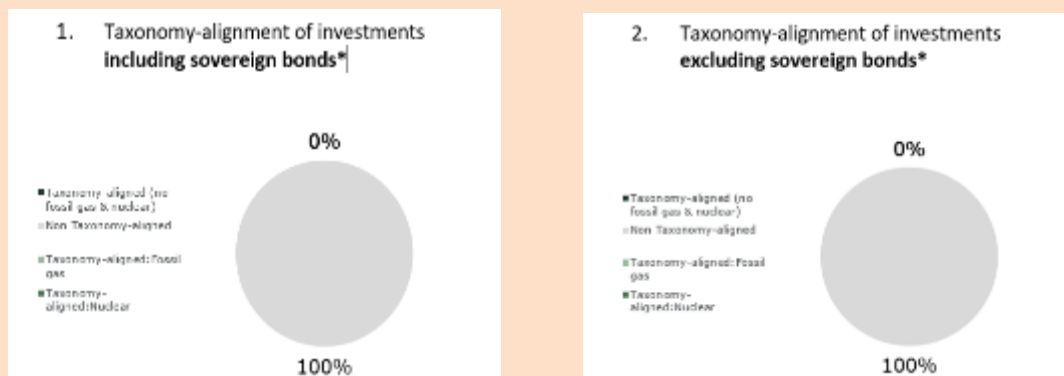 1. Taxonomy-alignment of investments
including sovereign bonds*
0%
Taxonomy-aligned (no
fossil gas & nuclear)
Non Taxonomy-aligned
Taxonomy-aligned:Fossil
gas
Taxonomy-
aligned:Nuclear
100%
2. Taxonomy-alignment of investments
excluding sovereign bonds*
0%
Taxonomy-aligned (no
fossil gas & nuclear)
Non Taxonomy-aligned
Taxonomy-aligned:Fossil
gas
Taxonomy-
aligned:Nuclear
100%